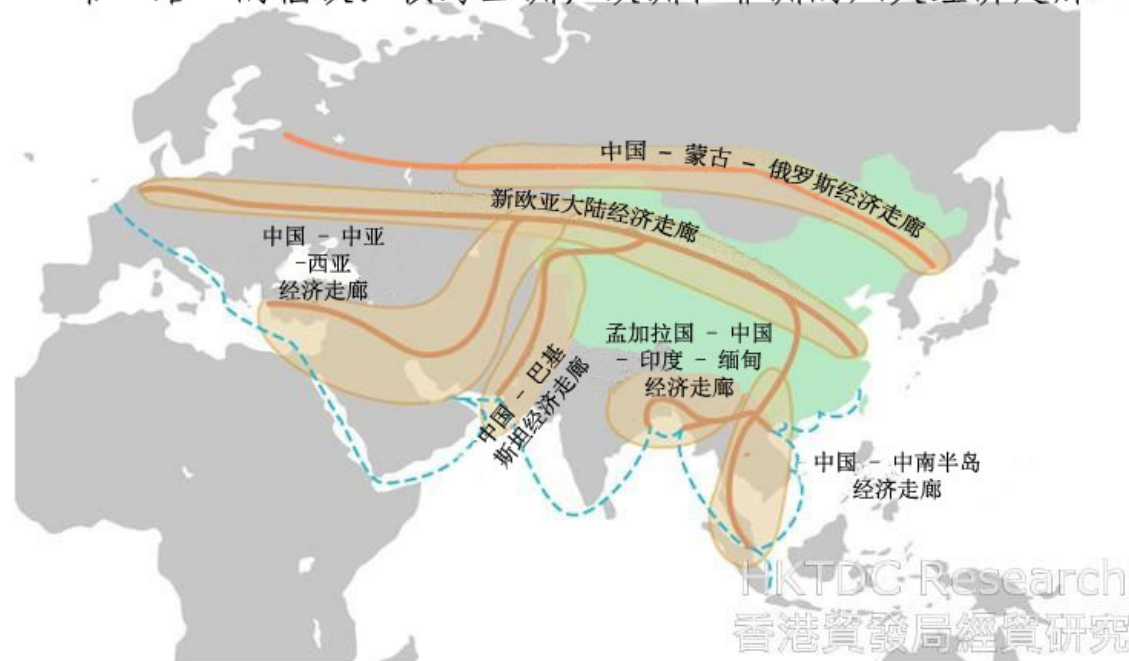 中国 - 蒙古 - 俄罗斯经济走廊
新欧亚大陆经济走廊
中国 - 中亚
-西亚
经济走廊
孟加拉国 - 中国
- 印度 - 缅甸
经济走廊
中国 - 巴基
斯坦经济走廊
中国 - 中南半岛
经济走廊
HKTDC Research
香港貿發局經貿研究